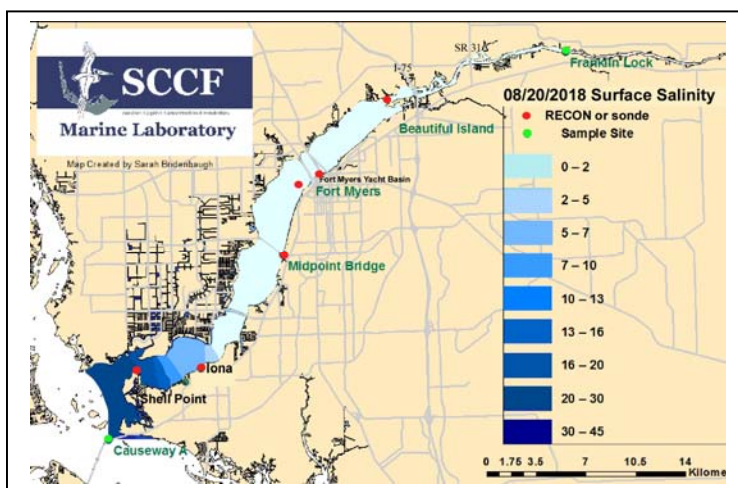 SCCF
Marine Laboratory
Map Created by Sarah Bridenbaugh
SR 31
I-75
Franklin Lock
08/20/2018 Surface Salinity
RECON or sonde
Sample Site
Beautiful Island
Fort Myers Yacht Basin
Fort Myers
Midpoint Bridge
Iona
Shell Point
Causeway A
0 – 2
2 – 5
5 – 7
7 – 10
10 – 13
13 – 16
16 – 20
20 – 30
30 – 45
0 1.75 3.5 7 10.5 14
Kilome